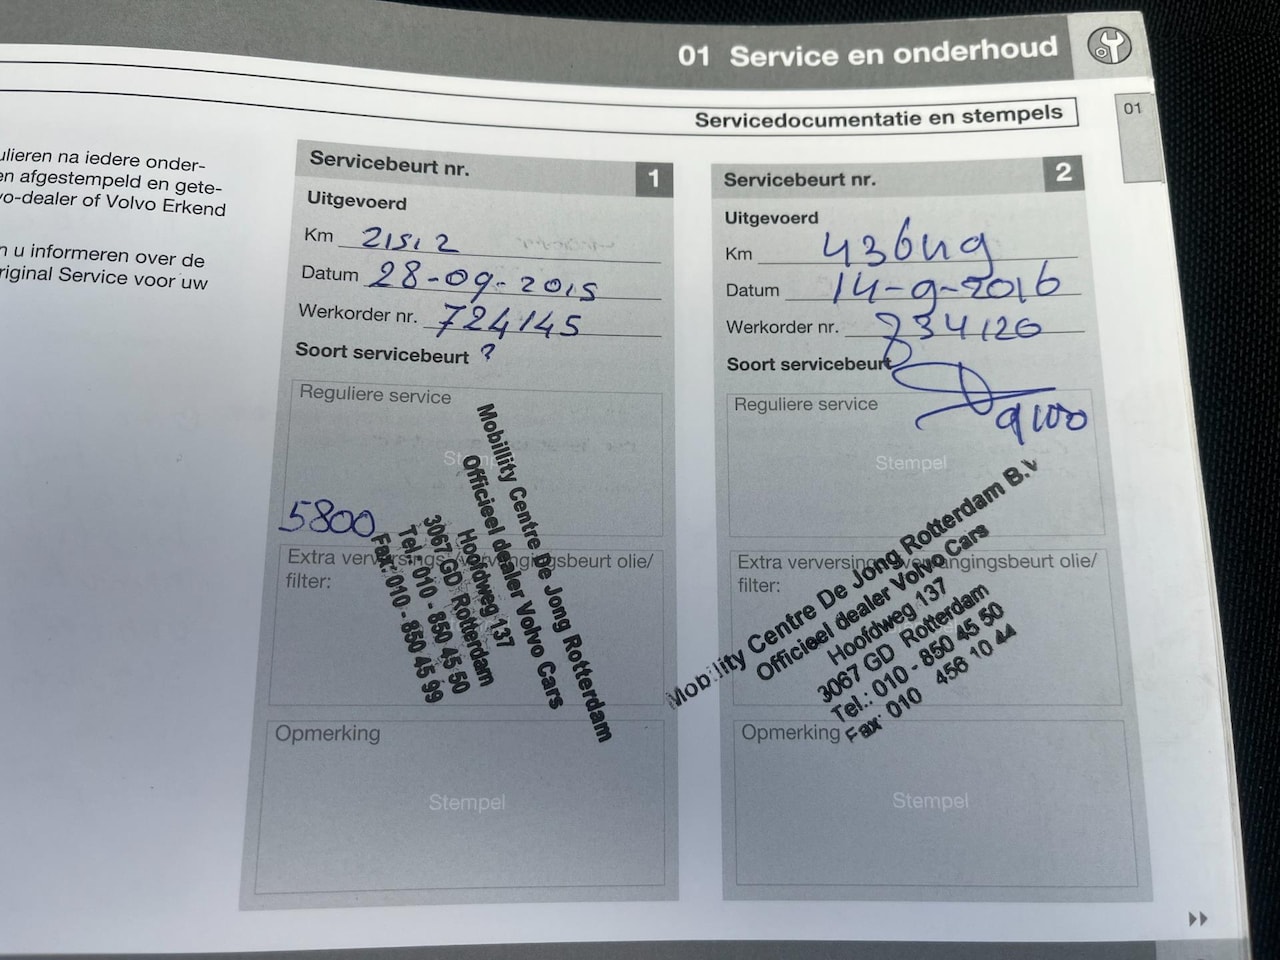 01 Service en onderhoud
Servicedocumentatie en stempels
01
ulieren na iedere onder-
en afgestempeld en gete-
vo-dealer of Volvo Erkend
n u informeren over de
riginal Service voor uw
Servicebeurt nr. 1
Uitgevoerd
Km 21512
Datum 28-09-2015
Werkorder nr. 724145
Soort servicebeurt ?
Reguliere service
Stempel
5800
Extra verversings-/vervangingsbeurt olie/
filter:
Mobillity Centre De Jong Rotterdam
Officieel dealer Volvo Cars
Hoofdweg 137
3067 GD Rotterdam
Tel.: 010 - 850 45 50
Fax: 010 - 850 45 99
Opmerking
Stempel
Servicebeurt nr. 2
Uitgevoerd
Km 43649
Datum 14-9-2016
Werkorder nr. 834120
Soort servicebeurt
Reguliere service
9100
Stempel
Extra verversings-/vervangingsbeurt olie/
filter:
Mobility Centre De Jong Rotterdam B.V
Officieel dealer Volvo Cars
Hoofdweg 137
3067 GD Rotterdam
Tel.: 010 - 850 45 50
Fax: 010 456 10 44
Opmerking
Stempel